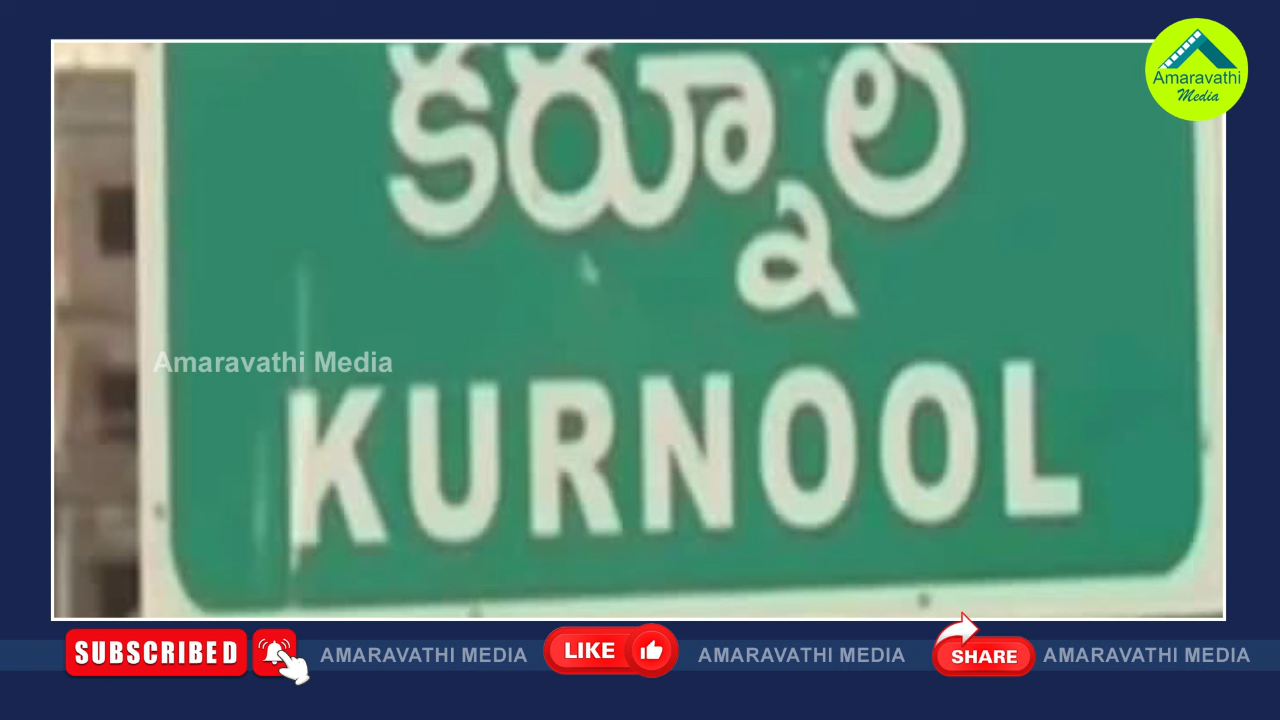 Amaravathi
Media
కర్నూల
Amaravathi Media
KURNOOL
SUBSCRIBED
AMARAVATHI MEDIA
LIKE
AMARAVATHI MEDIA
SHARE
AMARAVATHI MEDIA